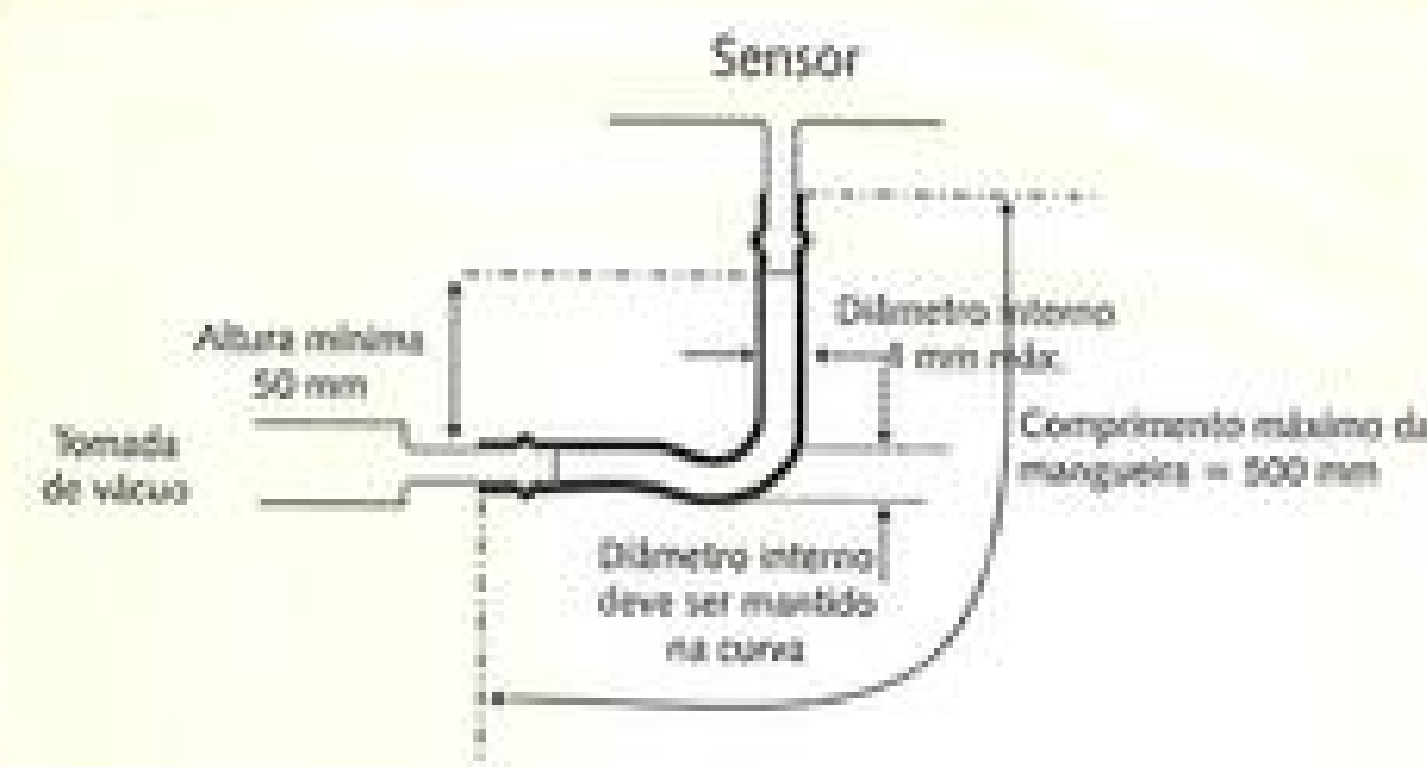 Sensor
Altura mínima
50 mm
Diâmetro interno
mm máx.
Tomada
de vácuo
Comprimento máximo da
mangueira = 500 mm
Diâmetro interno
deve ser mantido
na curva